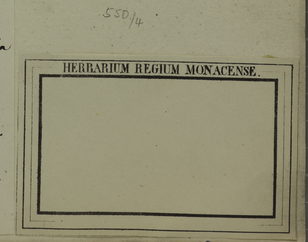 550/4
HERBARIUM REGIUM MONACENSE.